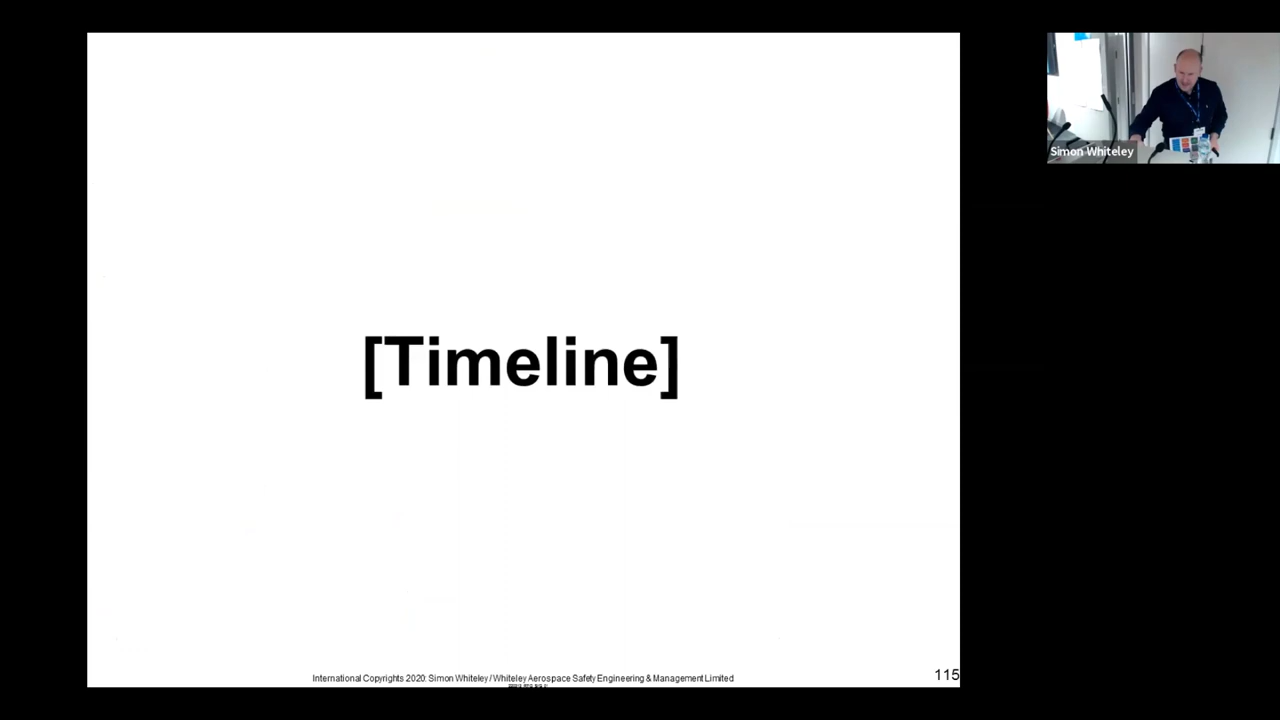 Simon Whiteley
[Timeline]
International Copyrights 2020: Simon Whiteley / Whiteley Aerospace Safety Engineering & Management Limited
115